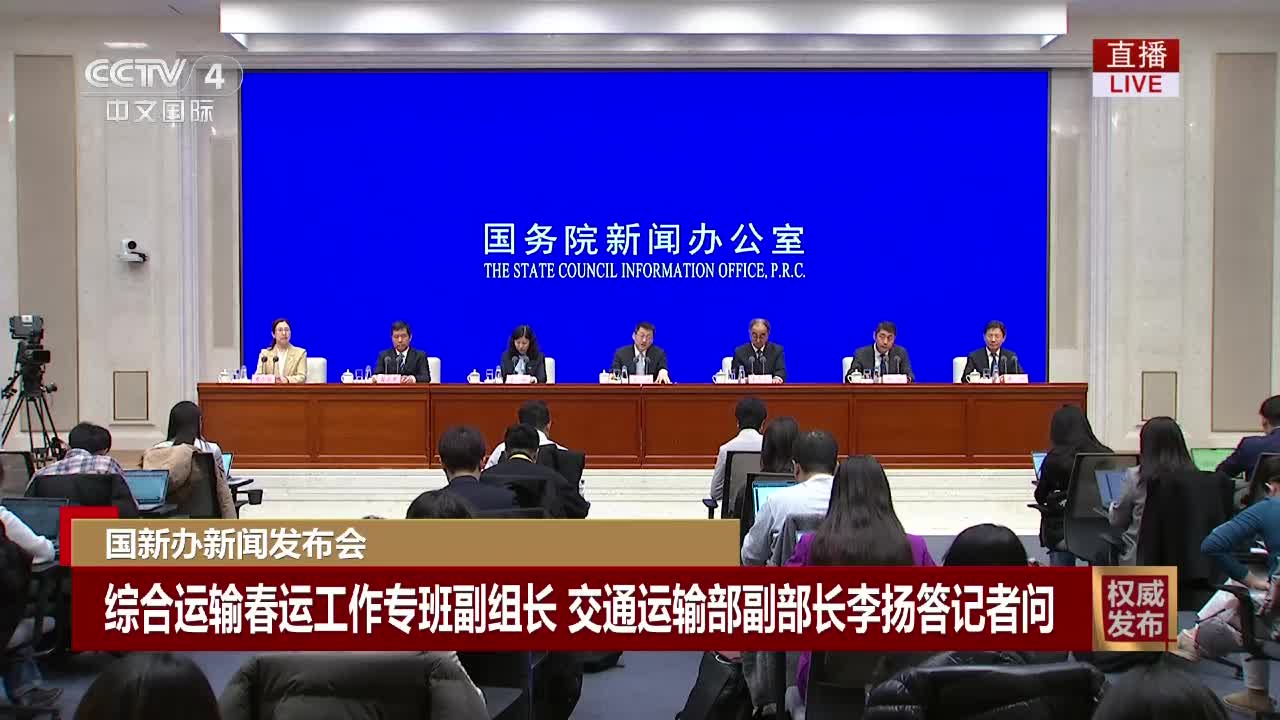 CCTV 4
中文国际
直播
LIVE
国务院新闻办公室
THE STATE COUNCIL INFORMATION OFFICE, P.R.C.
国新办新闻发布会
综合运输春运工作专班副组长 交通运输部副部长李扬答记者问
权威
发布